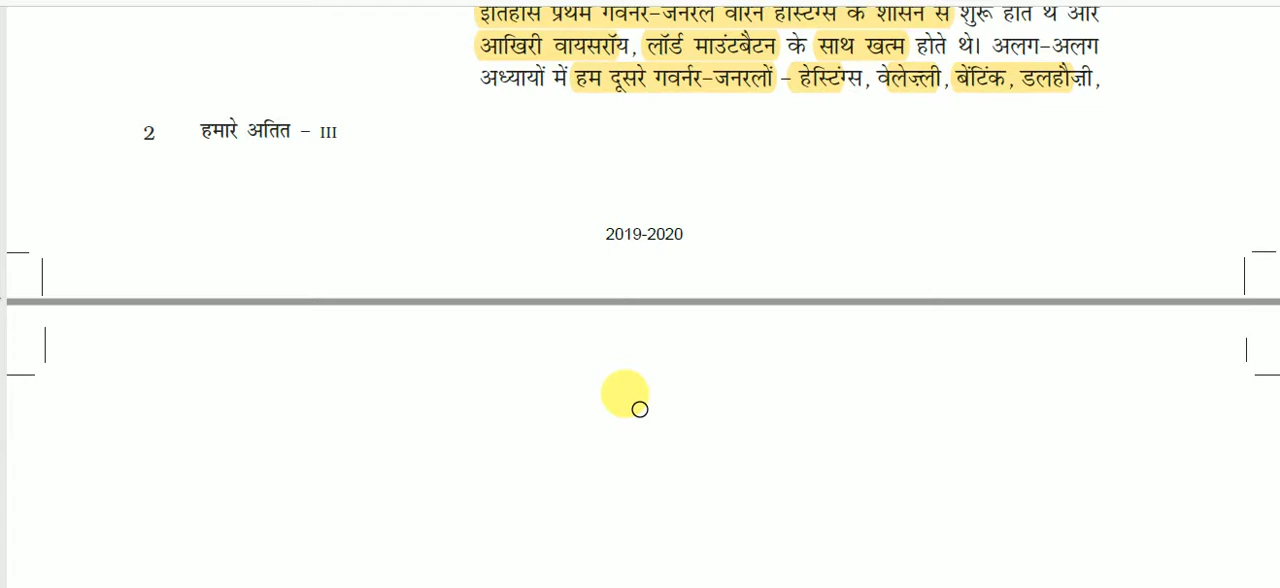 इतिहास प्रथम गवर्नर-जनरल वॉरेन हेस्टिंग्स के शासन से शुरू होते थे और
आखिरी वायसरॉय, लॉर्ड माउंटबैटन के साथ खत्म होते थे। अलग-अलग
अध्यायों में हम दूसरे गवर्नर-जनरलों - हेस्टिंग्स, वेलेज़्ली, बेंटिंक, डलहौज़ी,
2 हमारे अतित - III
2019-2020